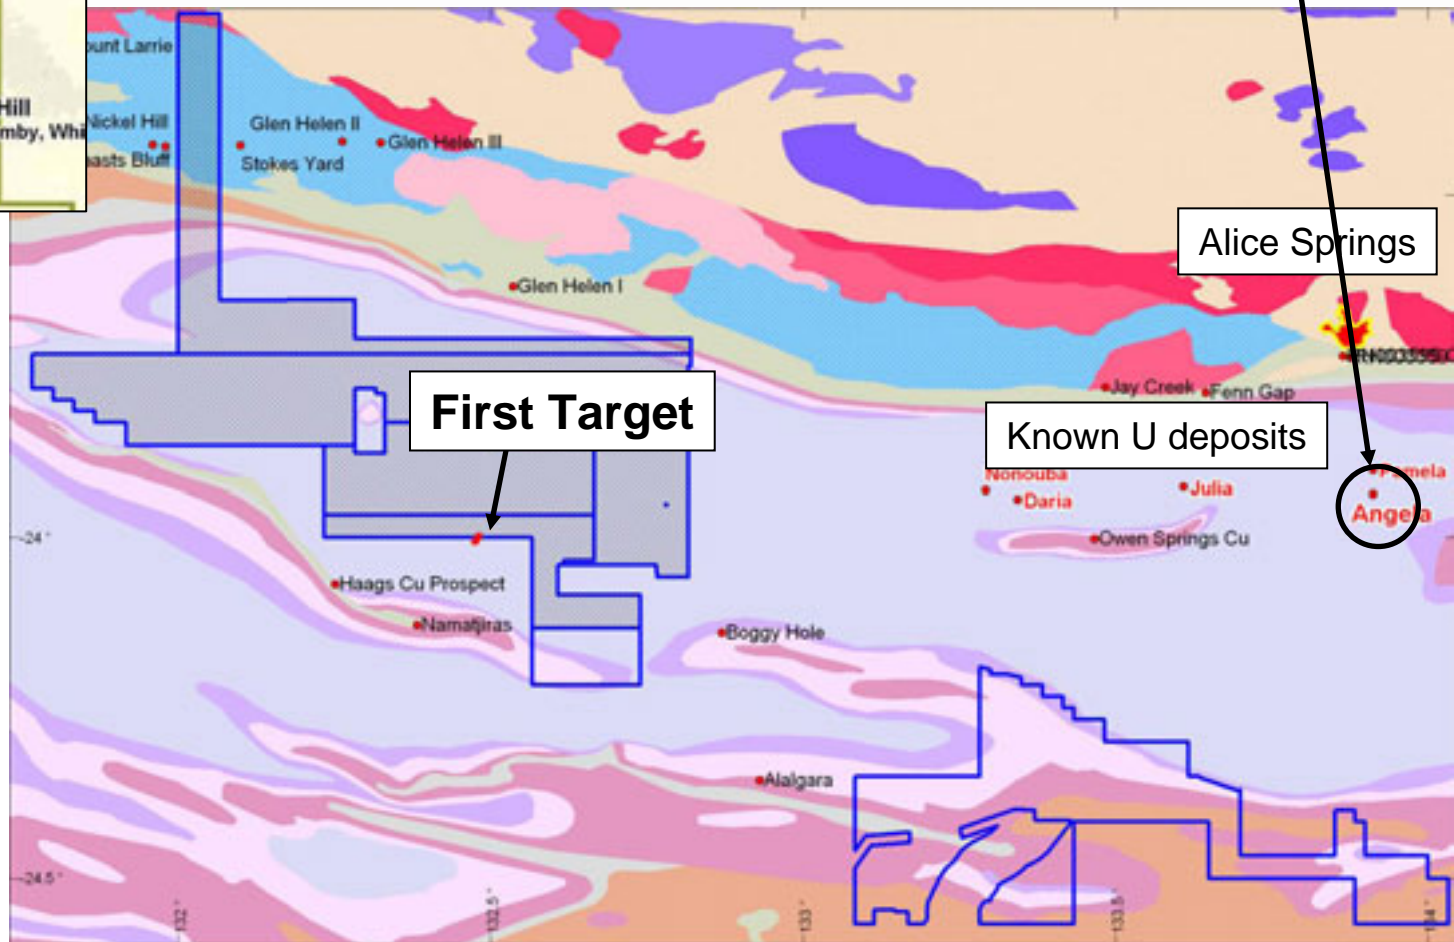 Hill
mby, Whi
ount Larrie
Nickel Hill
easts Bluff
Glen Helen II
Stokes Yard
Glen Helen III
Glen Helen I
Alice Springs
Jay Creek
Fenn Gap
First Target
Known U deposits
Nonouba
Daria
Julia
Pamela
Angela
-24°
Owen Springs Cu
Haags Cu Prospect
Namatjiras
Boggy Hole
Alalgara
-24.5°
132°
132.5°
133°
133.5°
134°